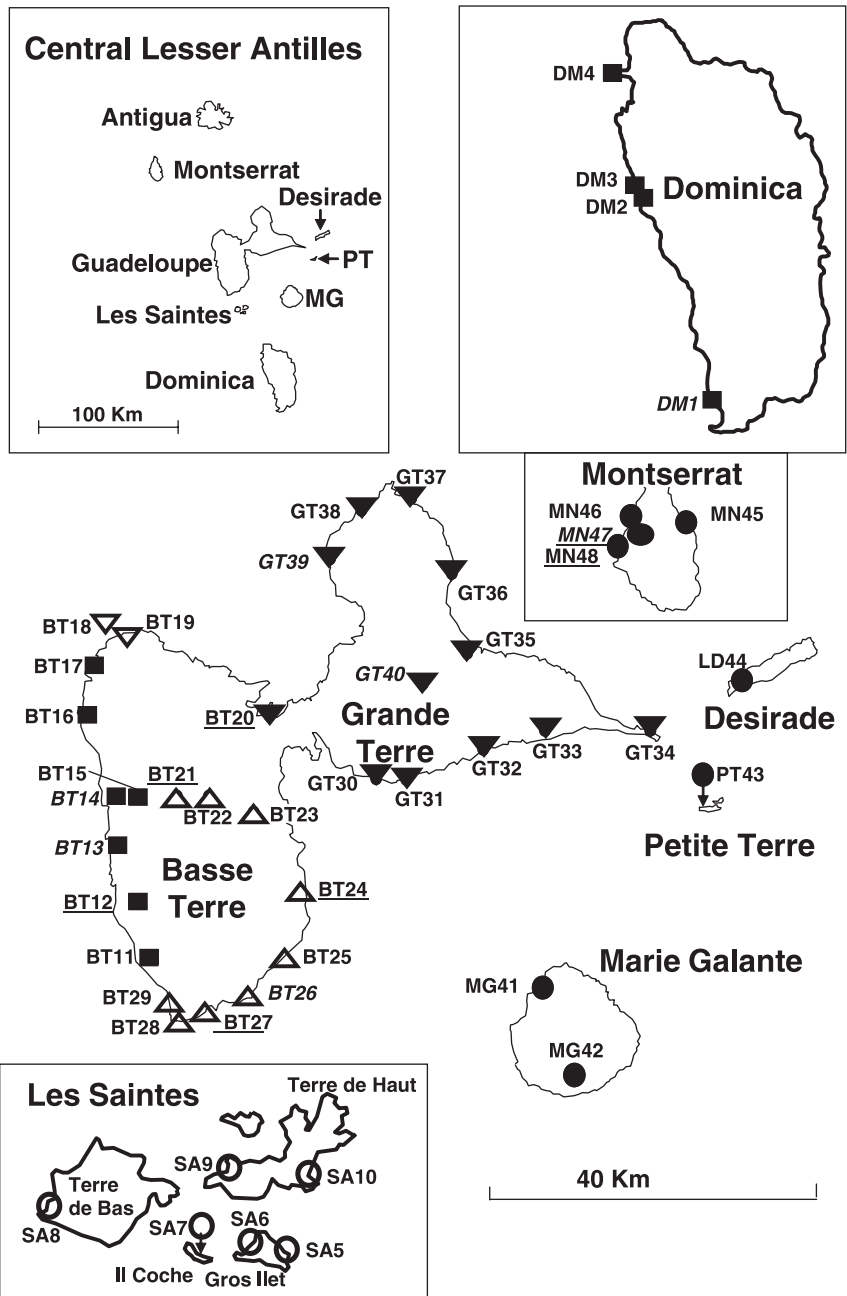 Central Lesser Antilles
Antigua
Montserrat
Desirade
Guadeloupe
PT
MG
Les Saintes
Dominica
100 Km
DM4
DM3
Dominica
DM2
DM1
Montserrat
MN46
MN45
MN47
MN48
GT37
GT38
GT39
GT36
BT18
BT19
GT35
BT17
GT40
LD44
BT16
BT20
Grande
Terre
Desirade
GT34
GT33
GT32
BT15
BT21
GT30
GT31
PT43
BT14
BT22
BT23
BT13
Petite Terre
Basse
Terre
BT12
BT24
BT11
BT25
Marie Galante
BT29
BT26
MG41
BT28
BT27
MG42
Les Saintes
Terre de Haut
SA9
SA10
Terre
de Bas
SA8
SA7
SA6
SA5
Il Coche
Gros Ilet
40 Km